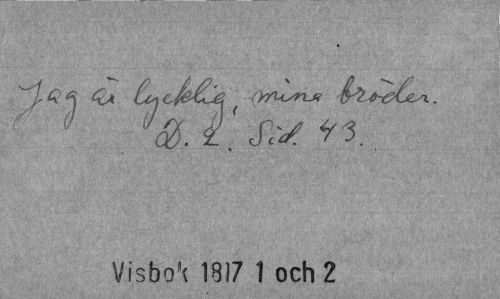 Jag är lycklig, mina bröder.
D. 2. Sid. 43.
Visbok 1817 1 och 2